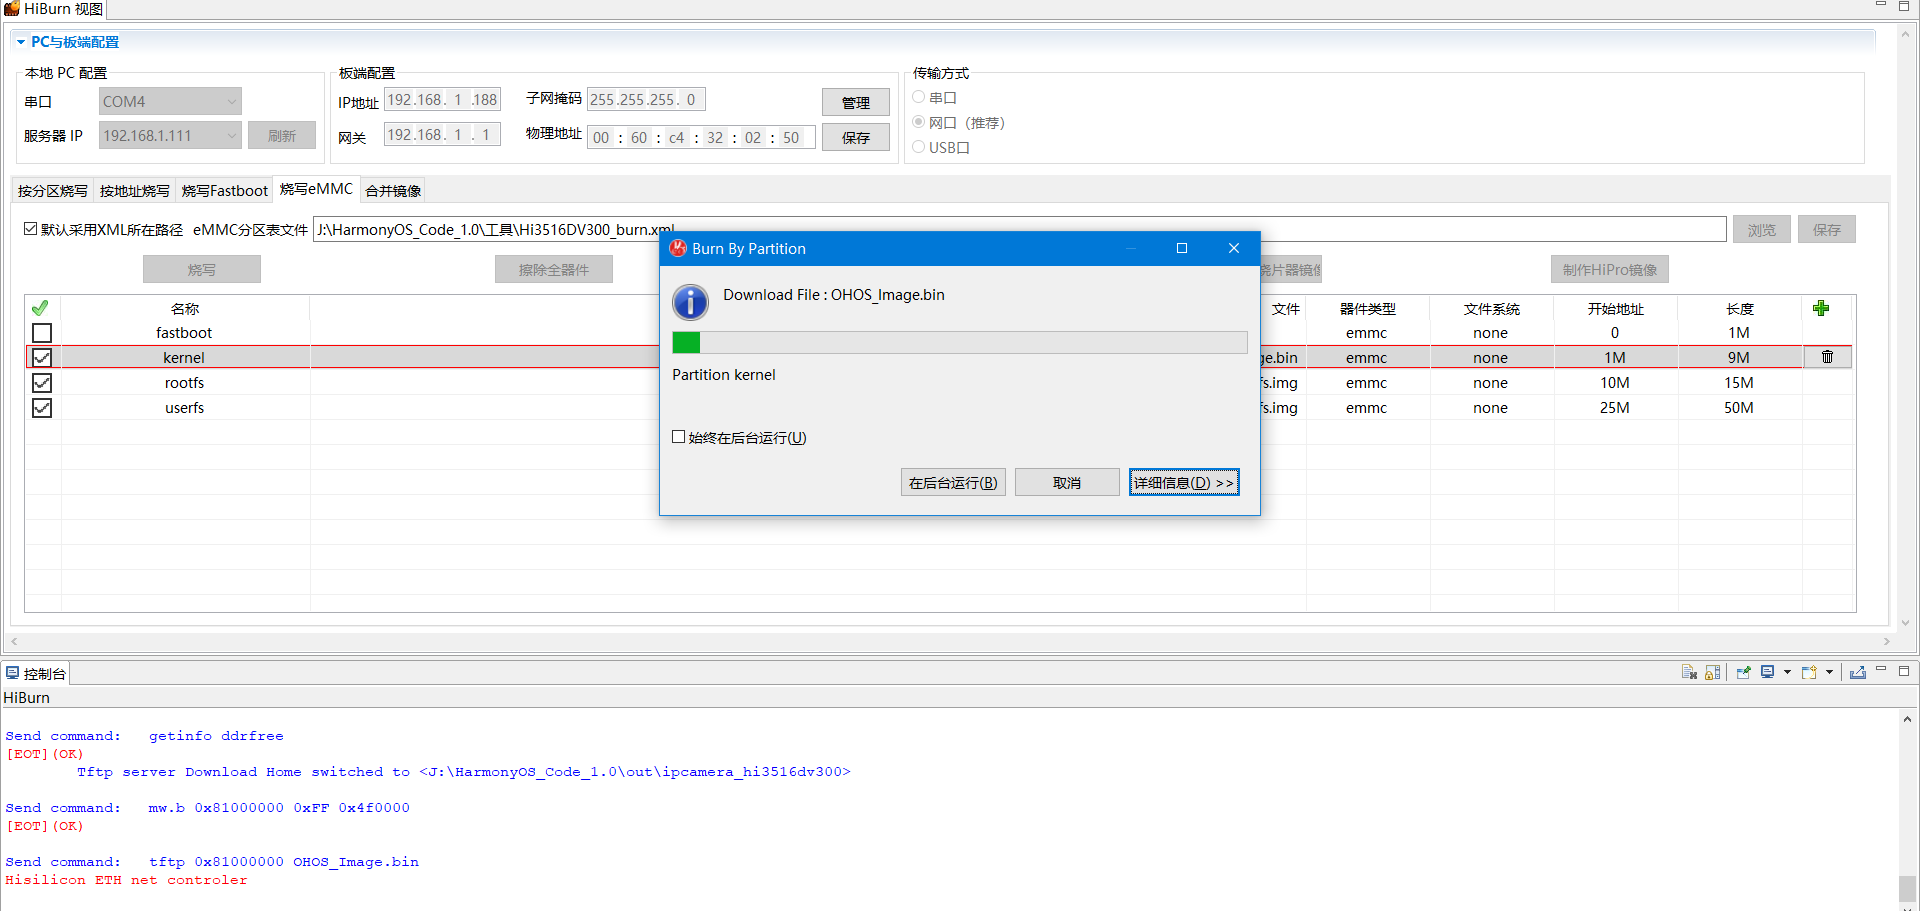 HiBurn 视图
PC与板端配置
本地 PC 配置
串口 COM4
服务器 IP 192.168.1.111 刷新
板端配置
IP地址 192.168. 1 .188 子网掩码 255.255.255. 0 管理
网关 192.168. 1 . 1 物理地址 00 : 60 : c4 : 32 : 02 : 50 保存
传输方式
串口
网口（推荐）
USB口
按分区烧写 按地址烧写 烧写Fastboot 烧写eMMC 合并镜像
默认采用XML所在路径 eMMC分区表文件 J:\HarmonyOS_Code_1.0\工具\Hi3516DV300_burn.xml 浏览 保存
烧写 擦除全器件 烧片器镜像 制作HiPro镜像
名称 文件 器件类型 文件系统 开始地址 长度
fastboot emmc none 0 1M
kernel ge.bin emmc none 1M 9M
rootfs fs.img emmc none 10M 15M
userfs fs.img emmc none 25M 50M
Burn By Partition
Download File : OHOS_Image.bin
Partition kernel
始终在后台运行(U)
在后台运行(B) 取消 详细信息(D) >>
控制台
HiBurn
Send command: getinfo ddrfree
[EOT](OK)
Tftp server Download Home switched to <J:\HarmonyOS_Code_1.0\out\ipcamera_hi3516dv300>
Send command: mw.b 0x81000000 0xFF 0x4f0000
[EOT](OK)
Send command: tftp 0x81000000 OHOS_Image.bin
Hisilicon ETH net controler